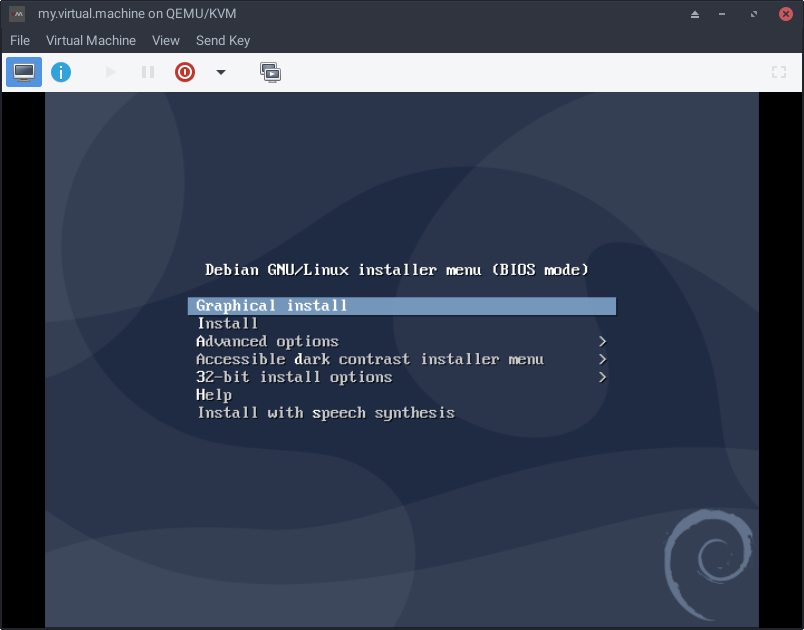 my.virtual.machine on QEMU/KVM
File Virtual Machine View Send Key
Debian GNU/Linux installer menu (BIOS mode)
Graphical install
Install
Advanced options >
Accessible dark contrast installer menu >
32-bit install options >
Help
Install with speech synthesis